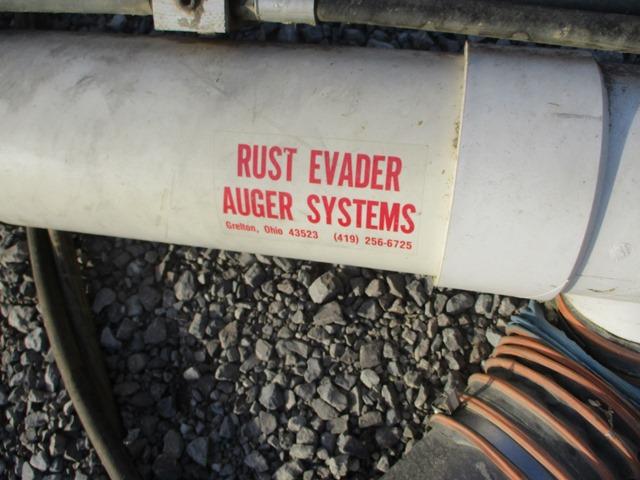 RUST EVADER
AUGER SYSTEMS
Grelton, Ohio 43523 (419) 256-6725